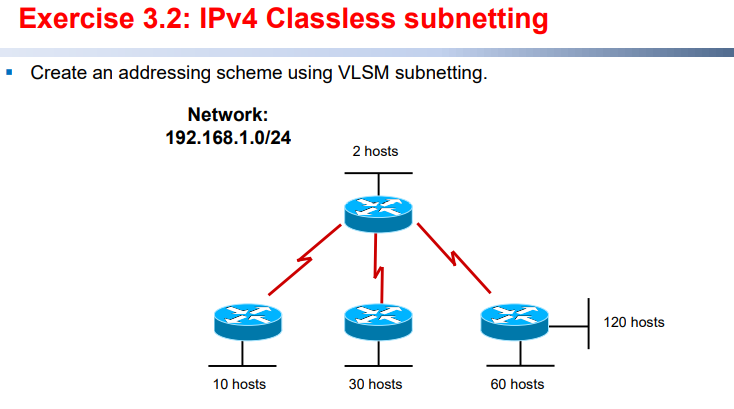 Exercise 3.2: IPv4 Classless subnetting
▪ Create an addressing scheme using VLSM subnetting.
Network:
192.168.1.0/24
2 hosts
120 hosts
10 hosts
30 hosts
60 hosts